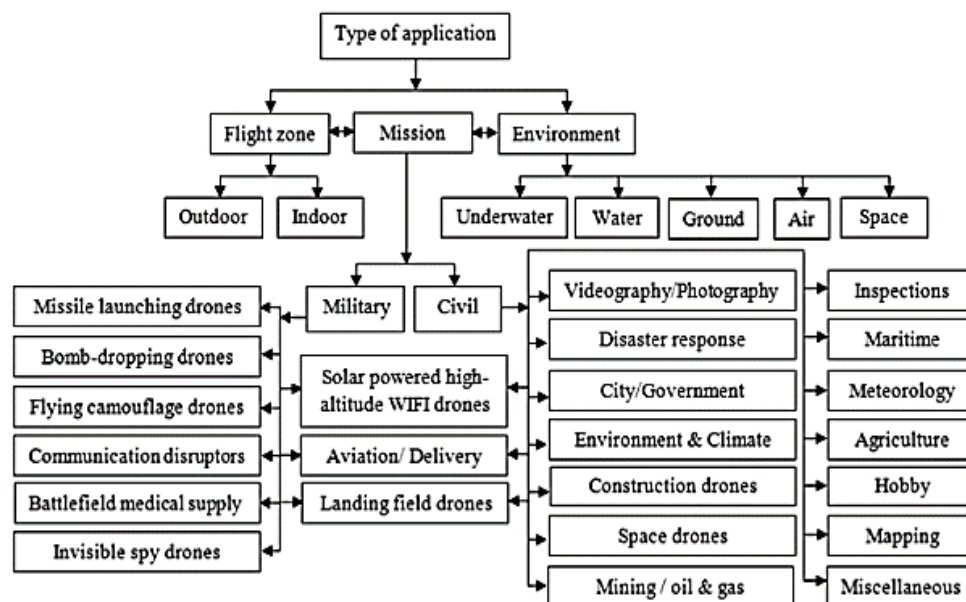 Type of application
Flight zone
Mission
Environment
Outdoor
Indoor
Underwater
Water
Ground
Air
Space
Military
Civil
Missile launching drones
Bomb-dropping drones
Flying camouflage drones
Communication disruptors
Battlefield medical supply
Invisible spy drones
Solar powered high-
altitude WIFI drones
Aviation/ Delivery
Landing field drones
Videography/Photography
Disaster response
City/Government
Environment & Climate
Construction drones
Space drones
Mining / oil & gas
Inspections
Maritime
Meteorology
Agriculture
Hobby
Mapping
Miscellaneous